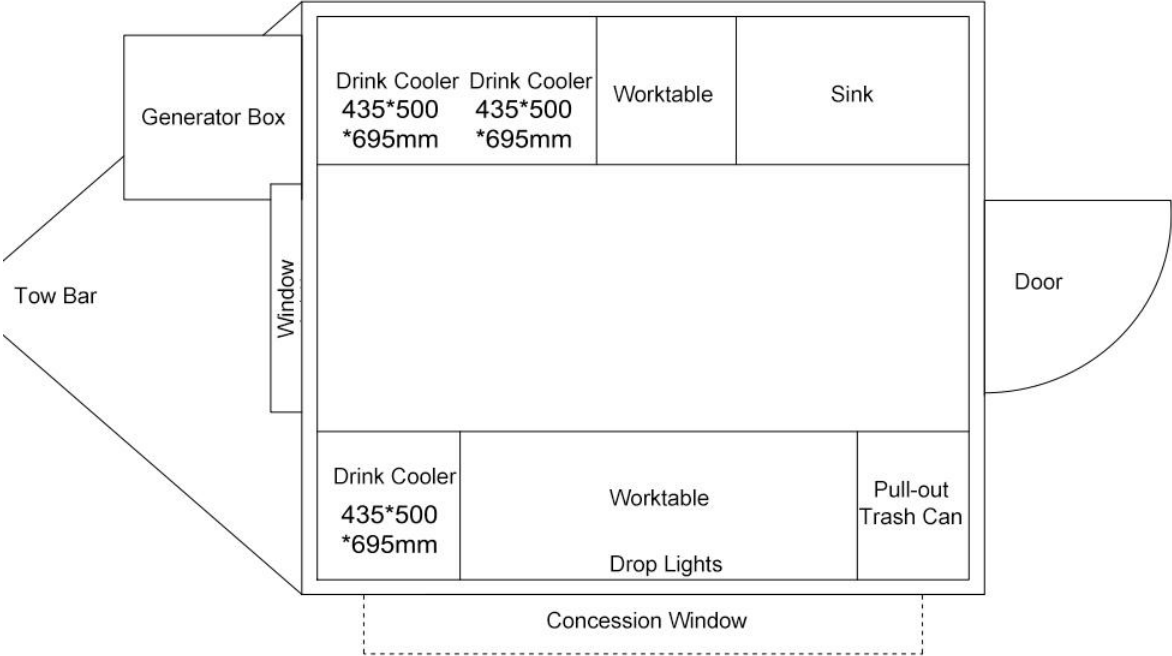 Drink Cooler
435*500
*695mm
Drink Cooler
435*500
*695mm
Worktable
Sink
Generator Box
Window
Tow Bar
Door
Drink Cooler
435*500
*695mm
Worktable
Drop Lights
Pull-out
Trash Can
Concession Window